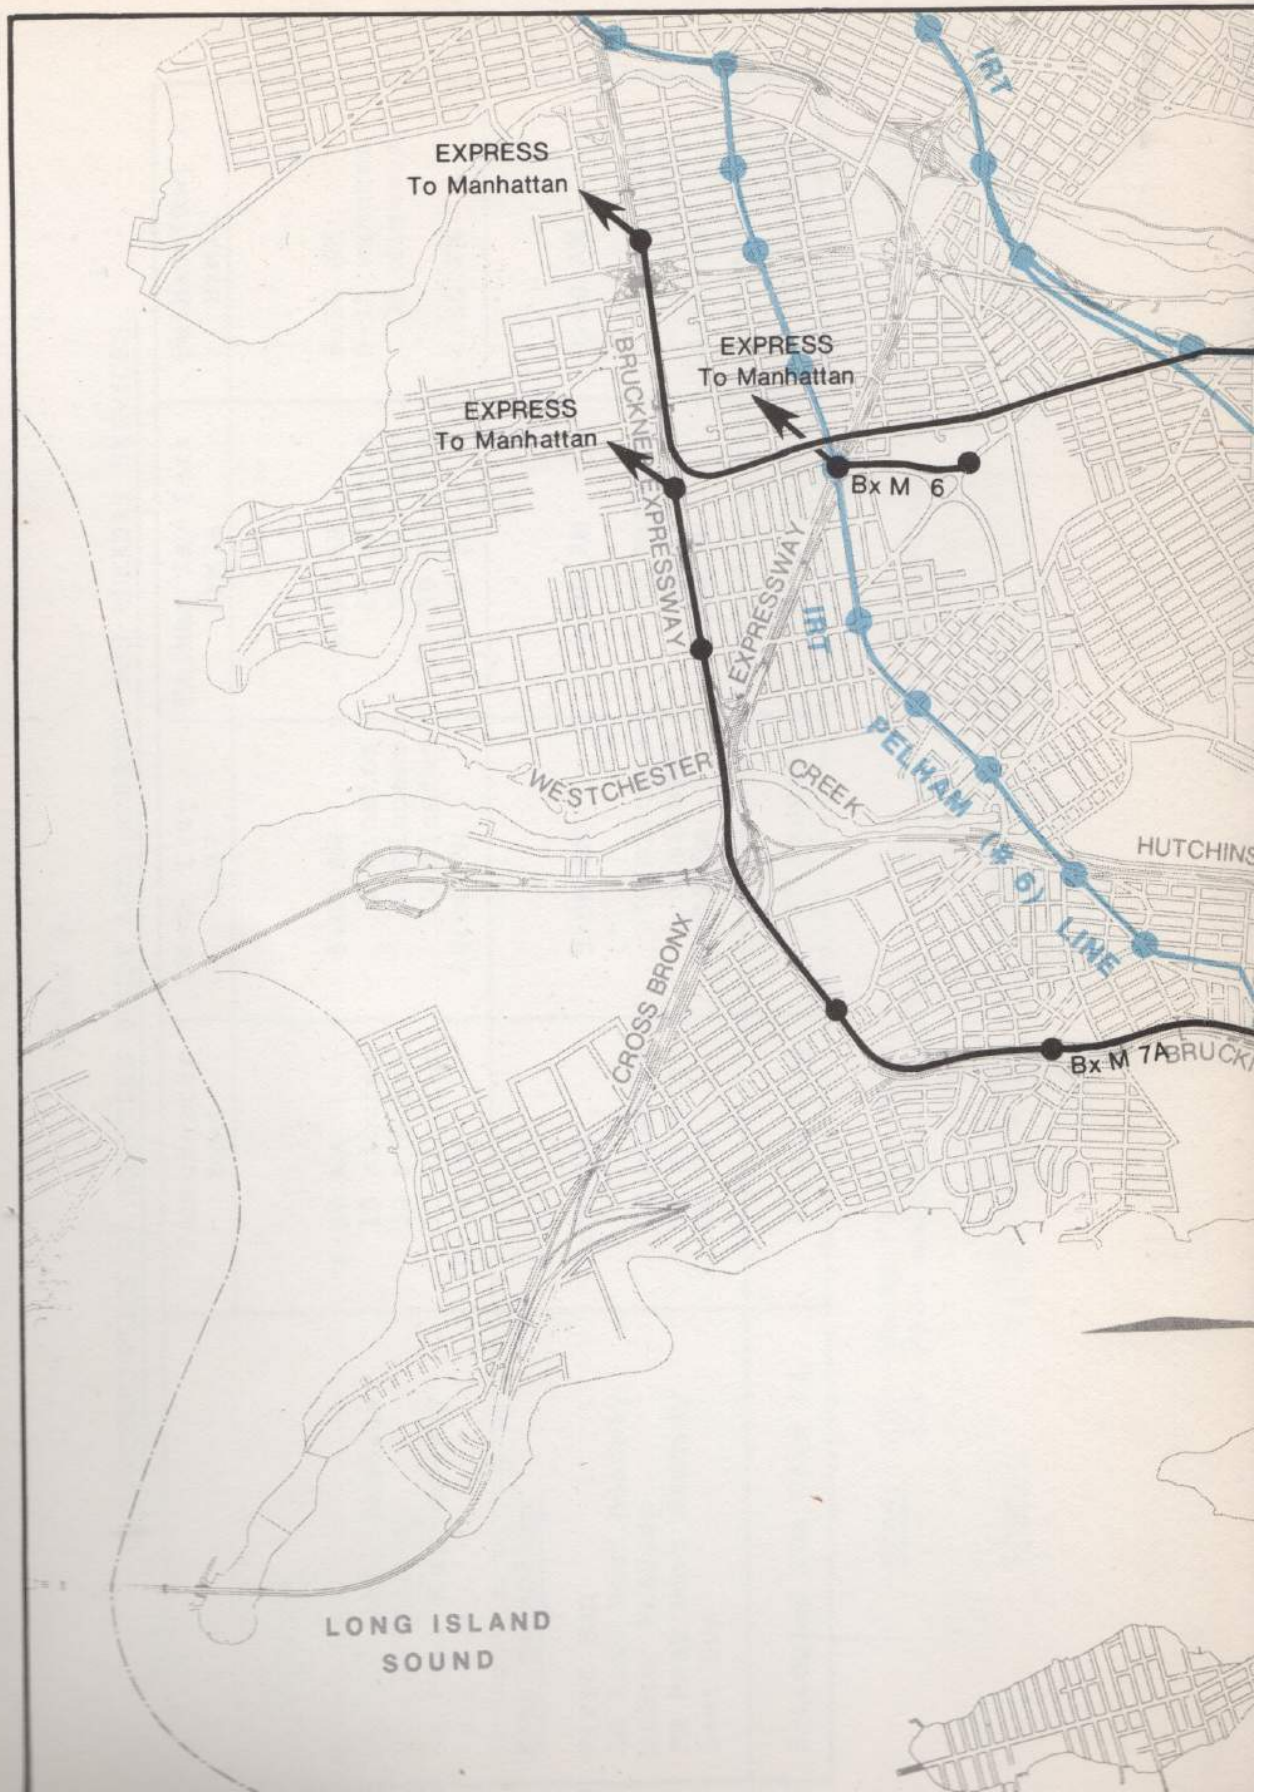 IRT
EXPRESS
To Manhattan
EXPRESS
To Manhattan
EXPRESS
To Manhattan
BRUCKNER EXPRESSWAY
Bx M 6
EXPRESSWAY
IRT
PELHAM (# 6) LINE
WESTCHESTER
CREEK
HUTCHINS
CROSS BRONX
Bx M 7A
BRUCK
LONG ISLAND
SOUND